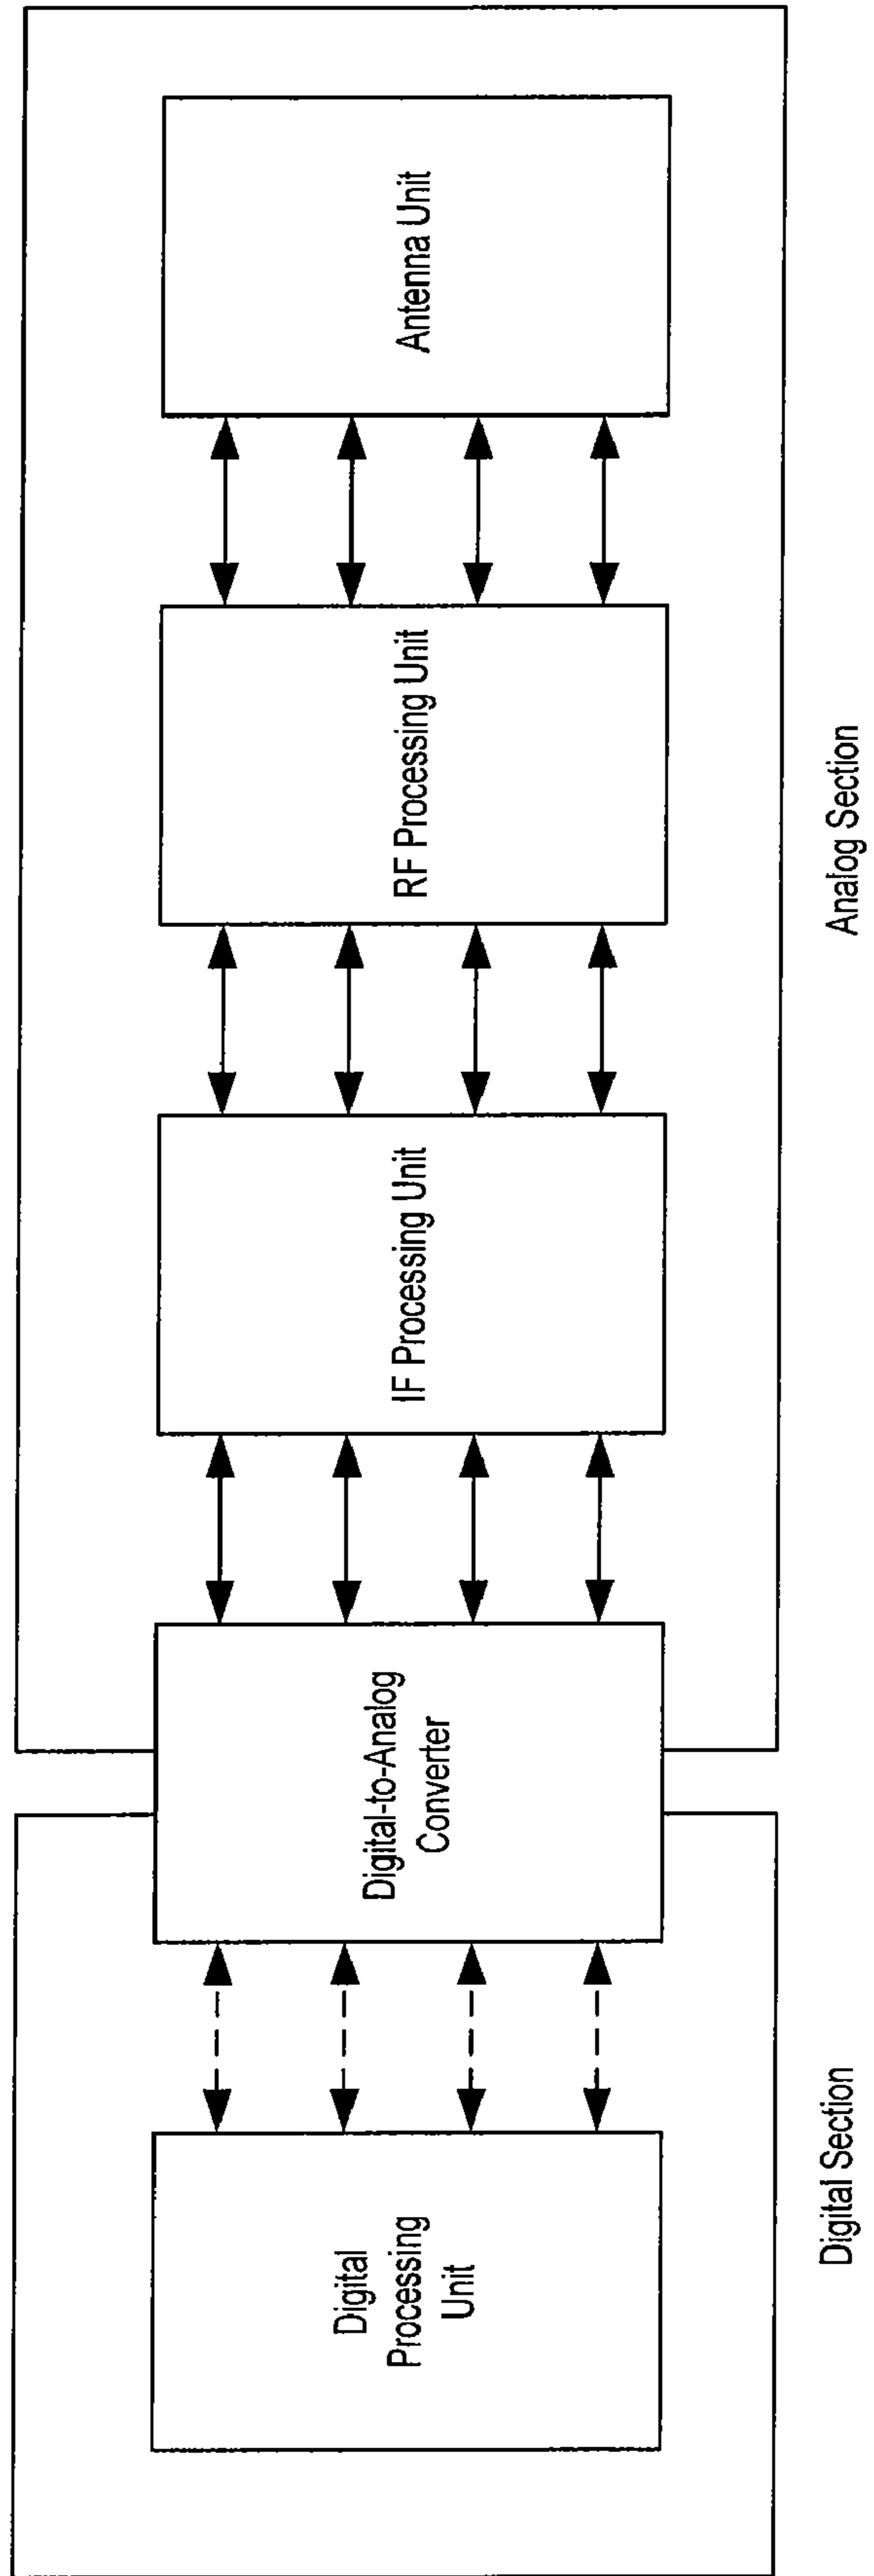 Digital
Processing
Unit
Digital-to-Analog
Converter
IF Processing Unit
RF Processing Unit
Antenna Unit
Digital Section
Analog Section